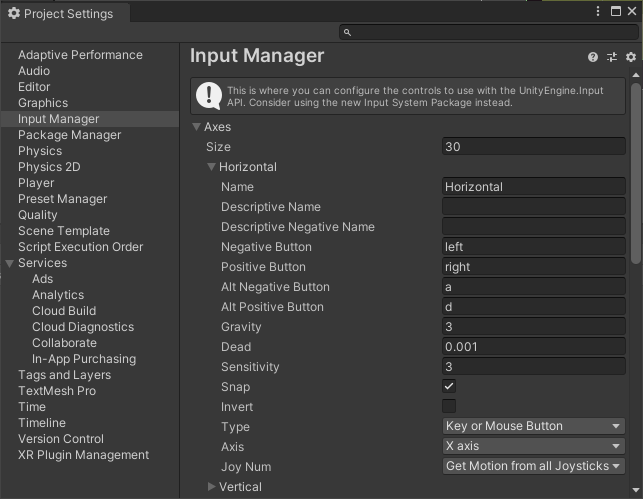 Project Settings
Adaptive Performance
Audio
Editor
Graphics
Input Manager
Package Manager
Physics
Physics 2D
Player
Preset Manager
Quality
Scene Template
Script Execution Order
Services
Ads
Analytics
Cloud Build
Cloud Diagnostics
Collaborate
In-App Purchasing
Tags and Layers
TextMesh Pro
Time
Timeline
Version Control
XR Plugin Management
Input Manager
This is where you can configure the controls to use with the UnityEngine.Input
API. Consider using the new Input System Package instead.
Axes
Size 30
Horizontal
Name Horizontal
Descriptive Name
Descriptive Negative Name
Negative Button left
Positive Button right
Alt Negative Button a
Alt Positive Button d
Gravity 3
Dead 0.001
Sensitivity 3
Snap
Invert
Type Key or Mouse Button
Axis X axis
Joy Num Get Motion from all Joysticks
Vertical